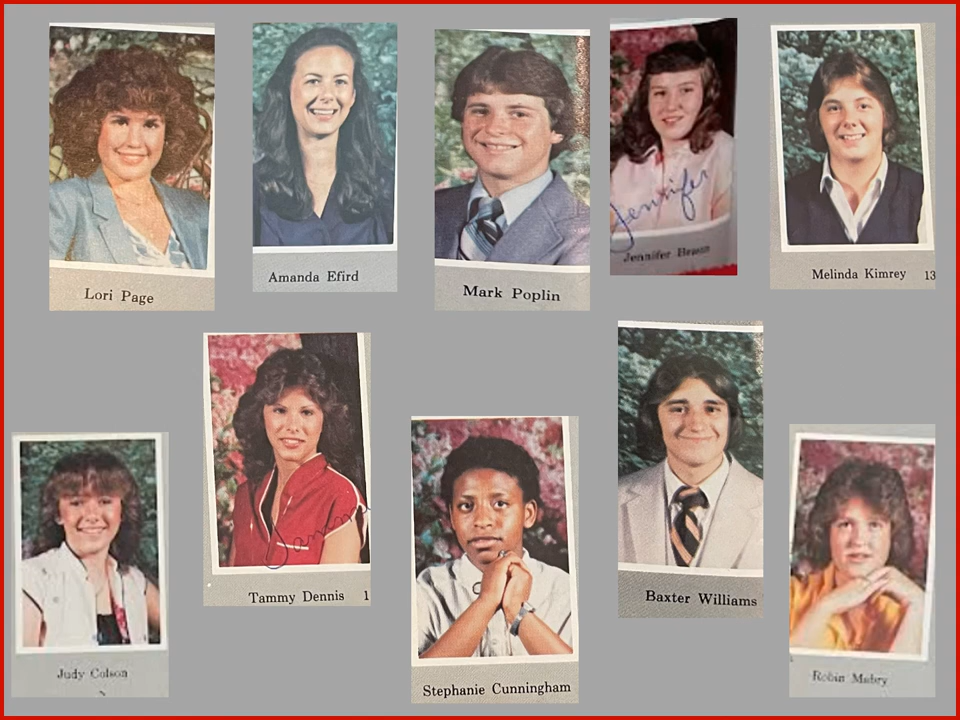 Lori Page
Amanda Efird
Mark Poplin
Jennifer
Jennifer
Melinda Kimrey 13
Judy Colson
Tammy
Tammy Dennis 1
Stephanie Cunningham
Baxter Williams
Robin Mabry